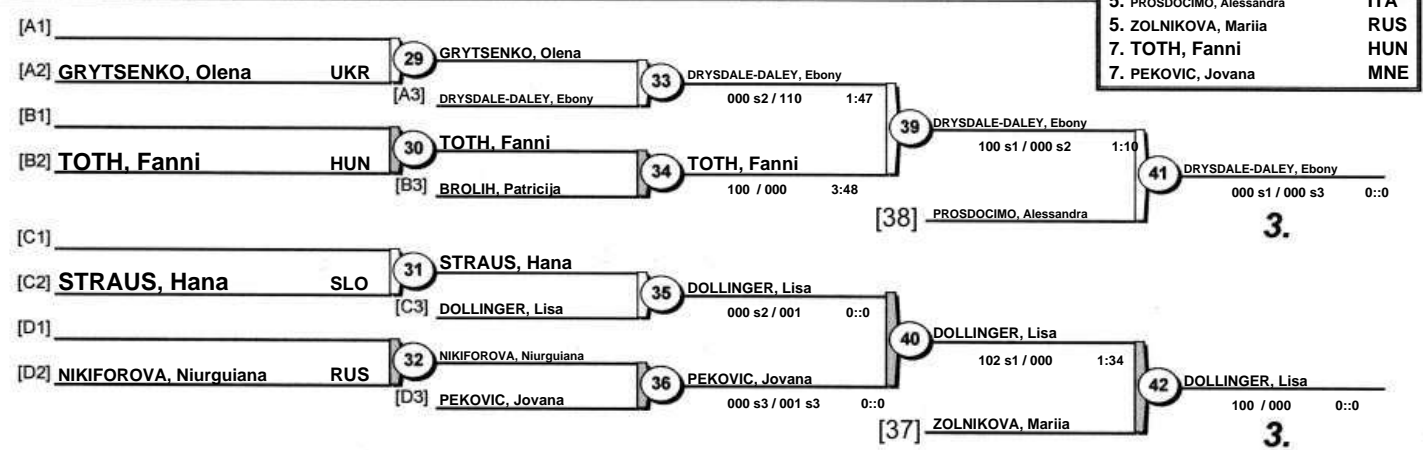 5. PROSDOCIMO, Alessandra ITA
5. ZOLNIKOVA, Mariia RUS
7. TOTH, Fanni HUN
7. PEKOVIC, Jovana MNE
[A1]
[A2] GRYTSENKO, Olena UKR
29
GRYTSENKO, Olena
[A3] DRYSDALE-DALEY, Ebony
33
DRYSDALE-DALEY, Ebony
000 s2 / 110 1:47
[B1]
[B2] TOTH, Fanni HUN
30
TOTH, Fanni
[B3] BROLIH, Patricija
34
TOTH, Fanni
100 / 000 3:48
39
DRYSDALE-DALEY, Ebony
100 s1 / 000 s2 1:10
[38] PROSDOCIMO, Alessandra
41
DRYSDALE-DALEY, Ebony
000 s1 / 000 s3 0::0
3.
[C1]
[C2] STRAUS, Hana SLO
31
STRAUS, Hana
[C3] DOLLINGER, Lisa
35
DOLLINGER, Lisa
000 s2 / 001 0::0
[D1]
[D2] NIKIFOROVA, Niurguiana RUS
32
NIKIFOROVA, Niurguiana
[D3] PEKOVIC, Jovana
36
PEKOVIC, Jovana
000 s3 / 001 s3 0::0
40
DOLLINGER, Lisa
102 s1 / 000 1:34
[37] ZOLNIKOVA, Mariia
42
DOLLINGER, Lisa
100 / 000 0::0
3.